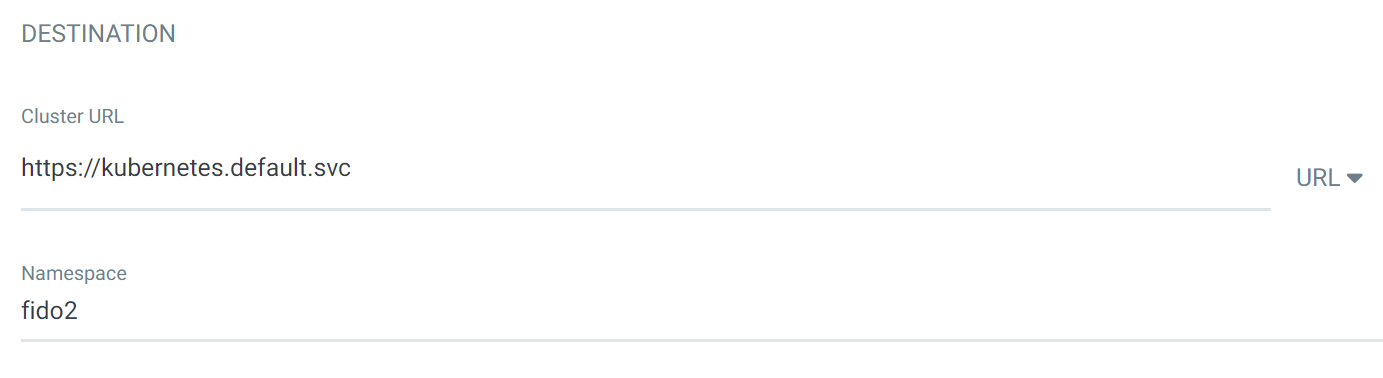 DESTINATION
Cluster URL
https://kubernetes.default.svc
URL
Namespace
fido2